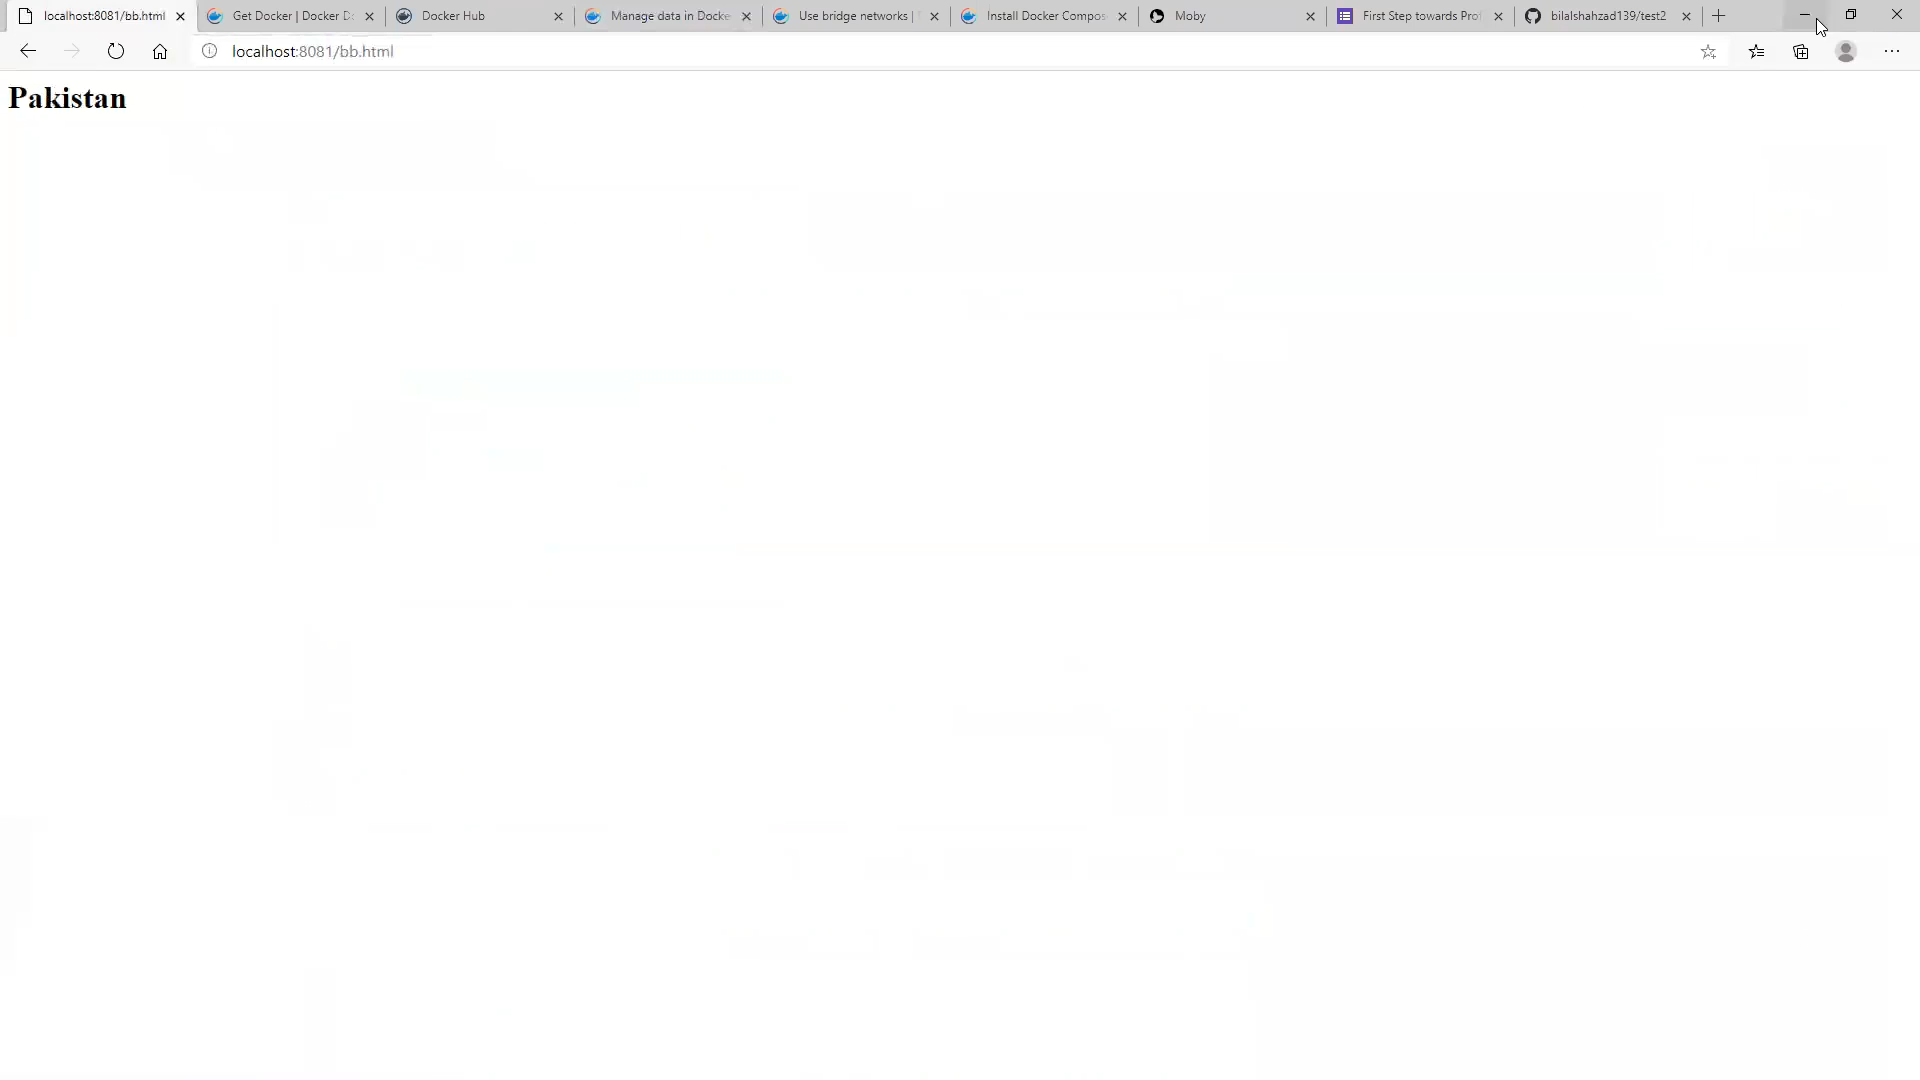 localhost:8081/bb.html
Get Docker | Docker D
Docker Hub
Manage data in Docke
Use bridge networks |
Install Docker Compos
Moby
First Step towards Prof
bilalshahzad139/test2
localhost:8081/bb.html
Pakistan